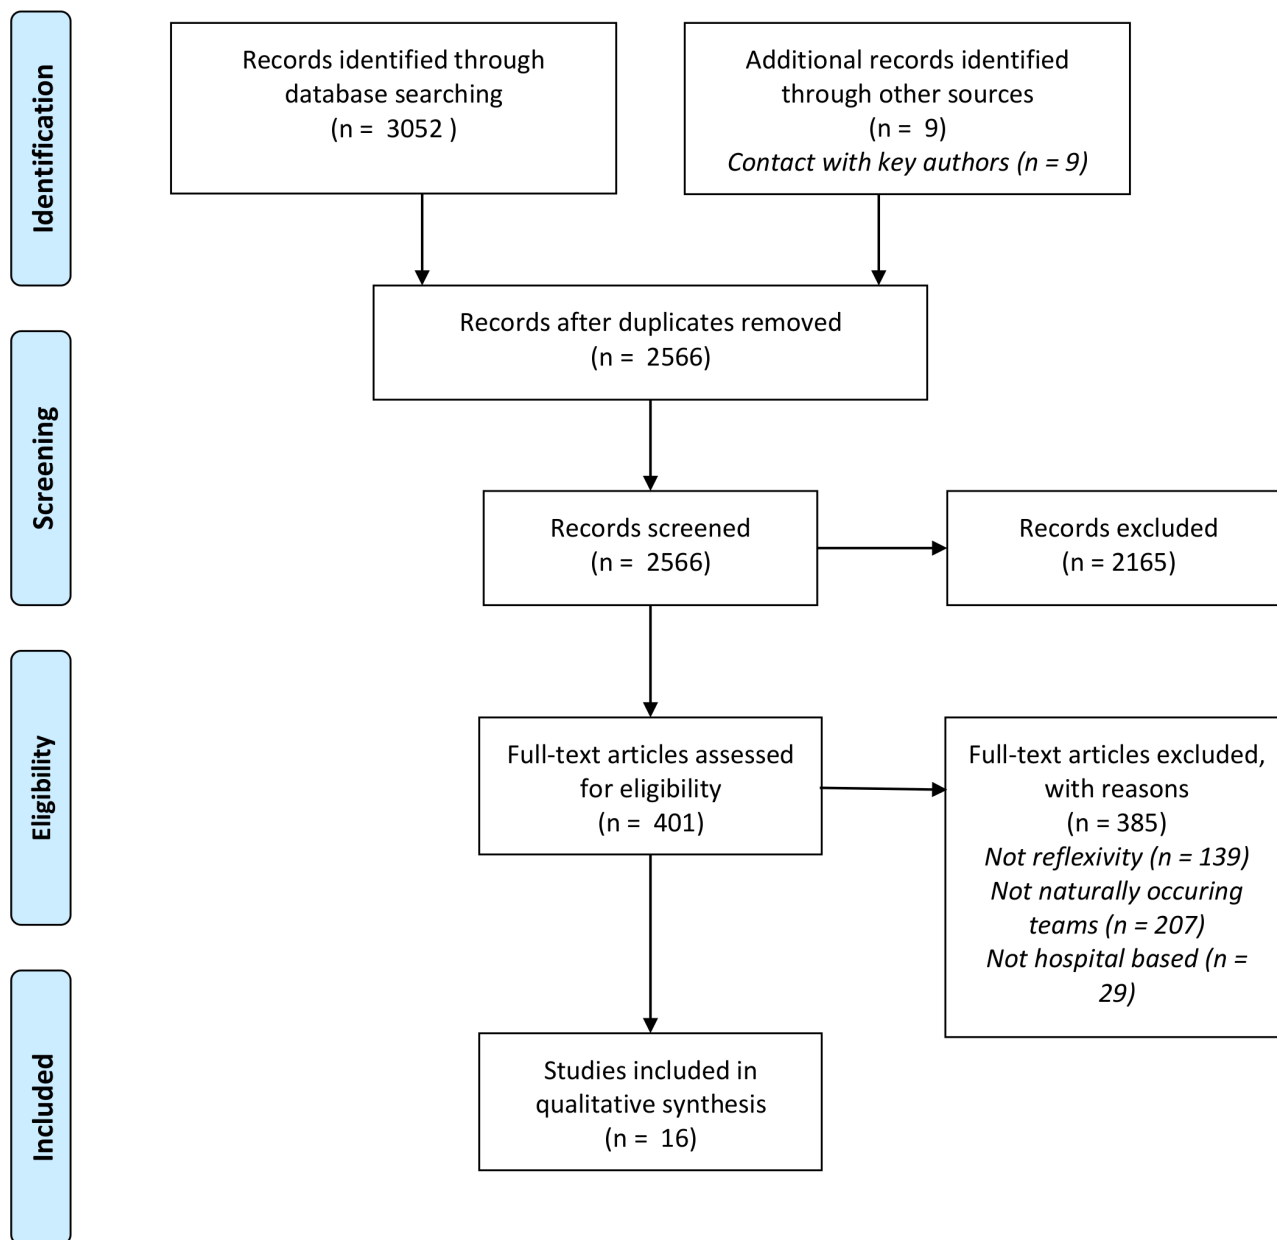 Identification
Records identified through
database searching
(n =  3052 )
Additional records identified
through other sources
(n =  9)
Contact with key authors (n = 9)
Records after duplicates removed
(n =  2566)
Screening
Records screened
(n =  2566)
Records excluded
(n = 2165)
Eligibility
Full-text articles assessed
for eligibility
(n =  401)
Full-text articles excluded,
with reasons
(n = 385)
Not reflexivity (n = 139)
Not naturally occuring
teams (n = 207)
Not hospital based (n =
29)
Included
Studies included in
qualitative synthesis
(n =  16)